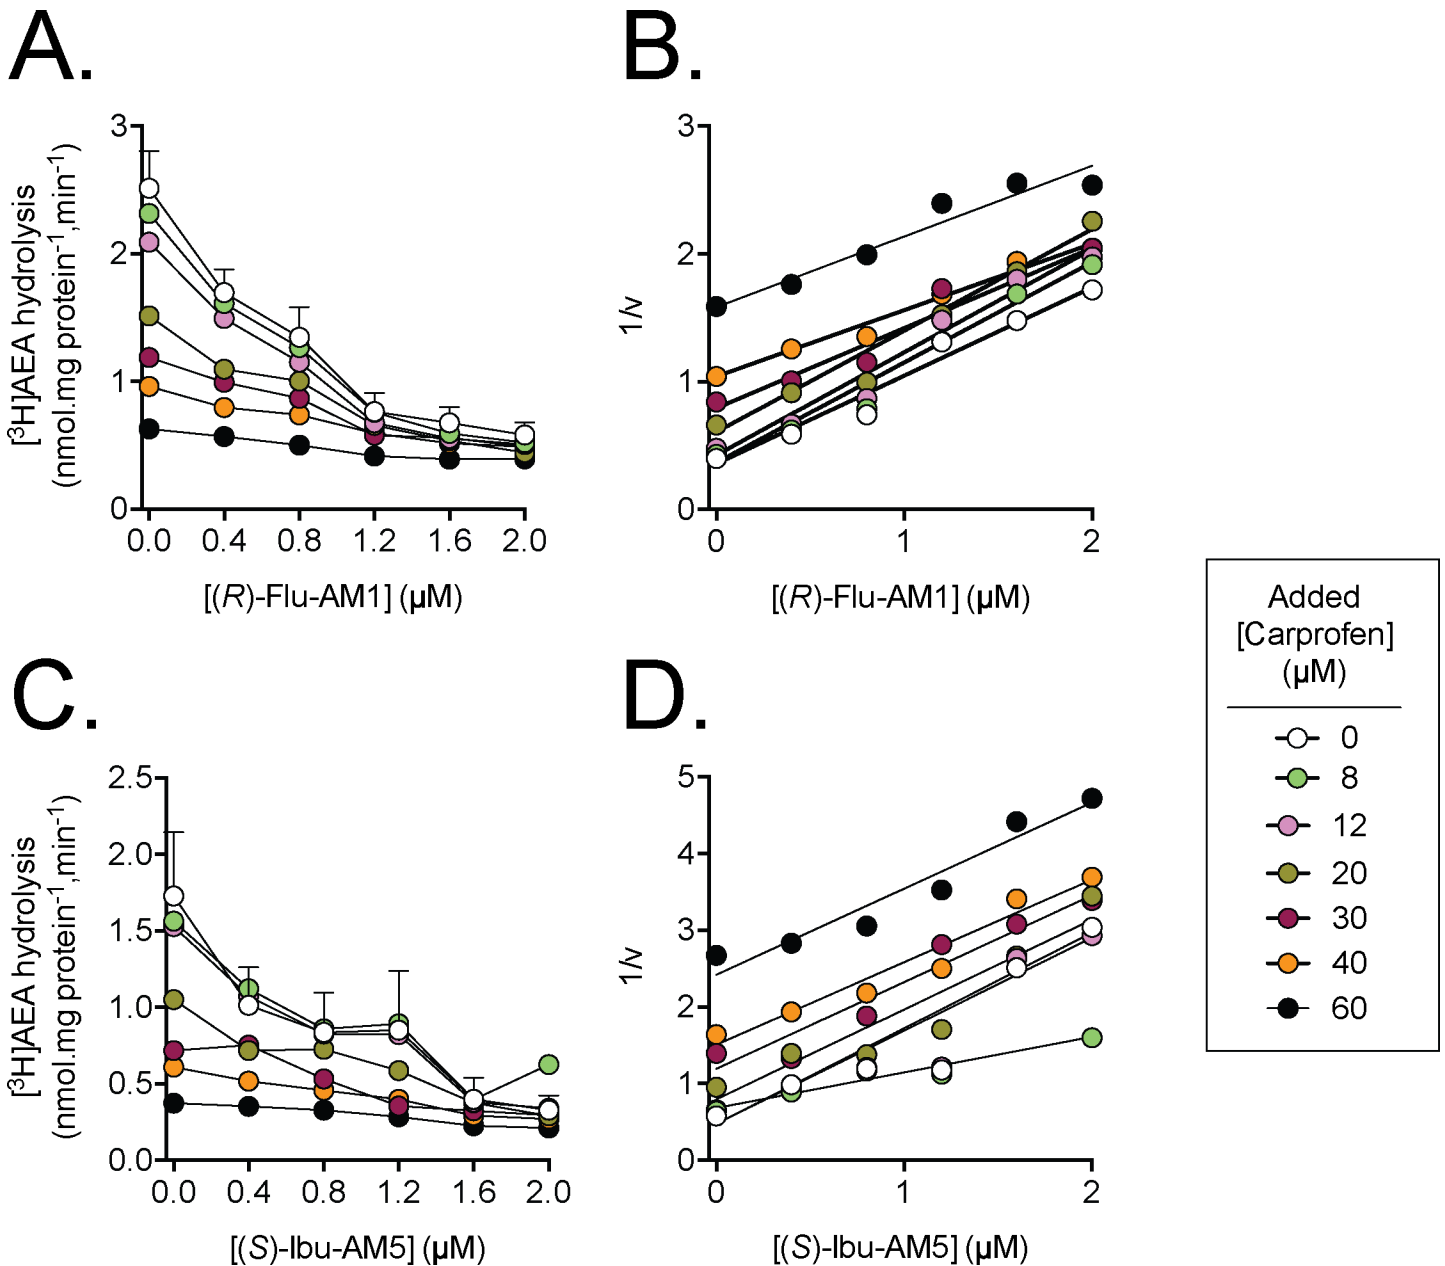 A.
[³H]AEA hydrolysis
(nmol.mg protein⁻¹,min⁻¹)
3
2
1
0
0.0 0.4 0.8 1.2 1.6 2.0
[(R)-Flu-AM1] (µM)
B.
1/v
3
2
1
0
0 1 2
[(R)-Flu-AM1] (µM)
C.
[³H]AEA hydrolysis
(nmol.mg protein⁻¹,min⁻¹)
2.5
2.0
1.5
1.0
0.5
0.0
0.0 0.4 0.8 1.2 1.6 2.0
[(S)-Ibu-AM5] (µM)
D.
1/v
5
4
3
2
1
0
0 1 2
[(S)-Ibu-AM5] (µM)
Added
[Carprofen]
(µM)
0
8
12
20
30
40
60